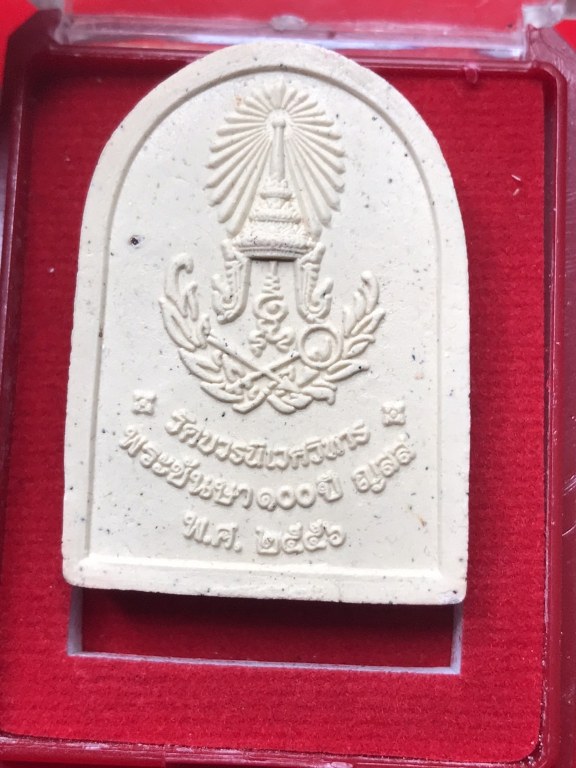 วัดบวรนิเวศวิหาร
พระชันษา ๑๐๐ ปี ญสส
พ.ศ. ๒๕๕๖